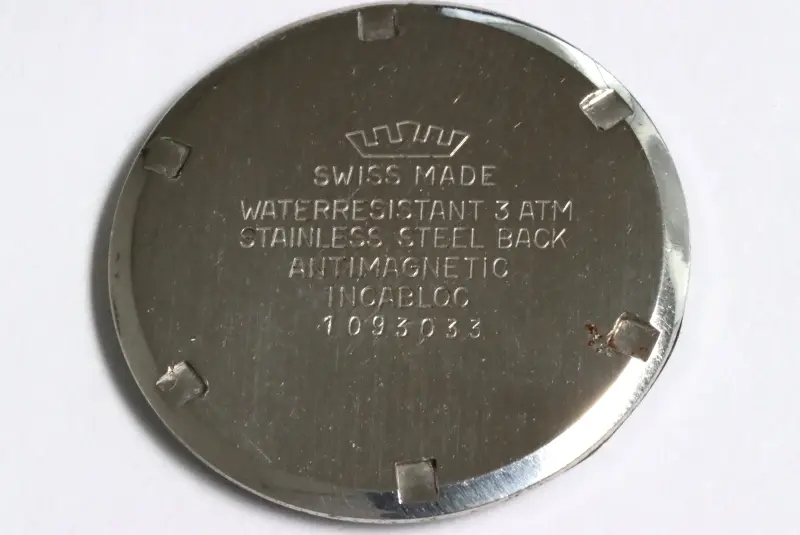 SWISS MADE
WATERRESISTANT 3 ATM
STAINLESS STEEL BACK
ANTIMAGNETIC
INCABLOC
1093033